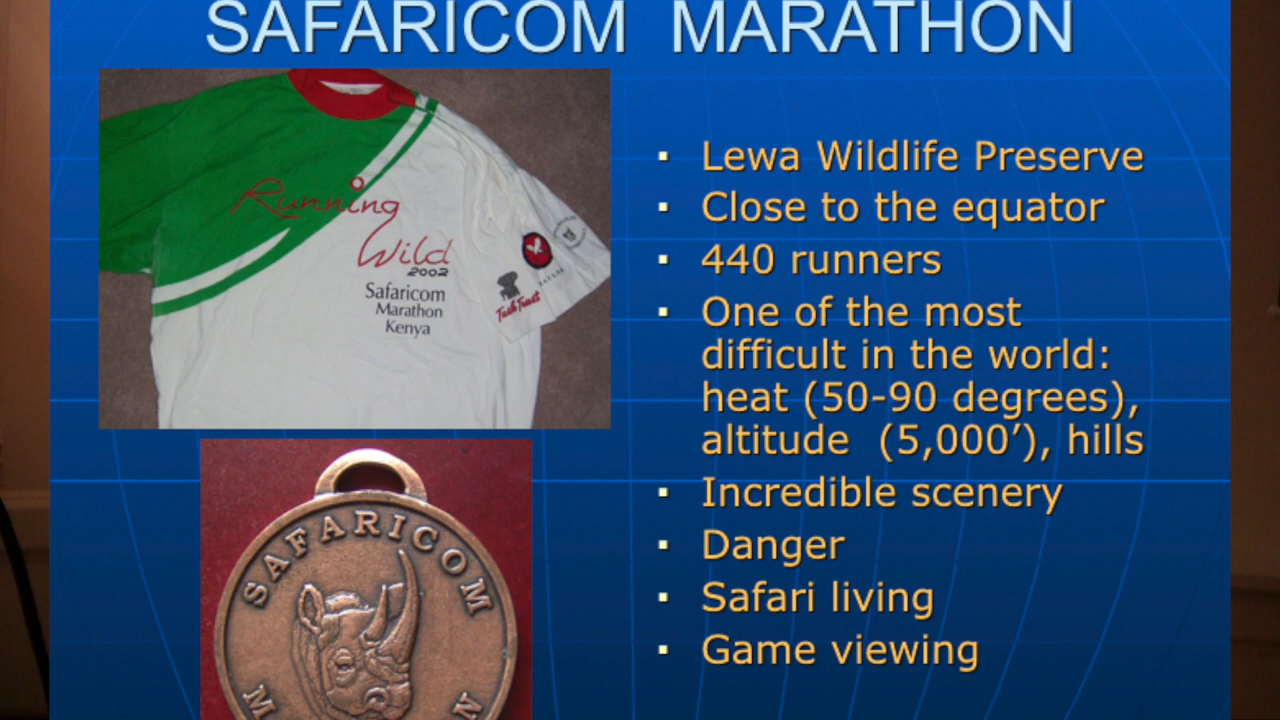 SAFARICOM MARATHON
Running
Wild
2002
Safaricom
Marathon
Kenya
Tusk Trust
SAFARICOM
▪ Lewa Wildlife Preserve
▪ Close to the equator
▪ 440 runners
▪ One of the most
difficult in the world:
heat (50-90 degrees),
altitude (5,000’), hills
▪ Incredible scenery
▪ Danger
▪ Safari living
▪ Game viewing